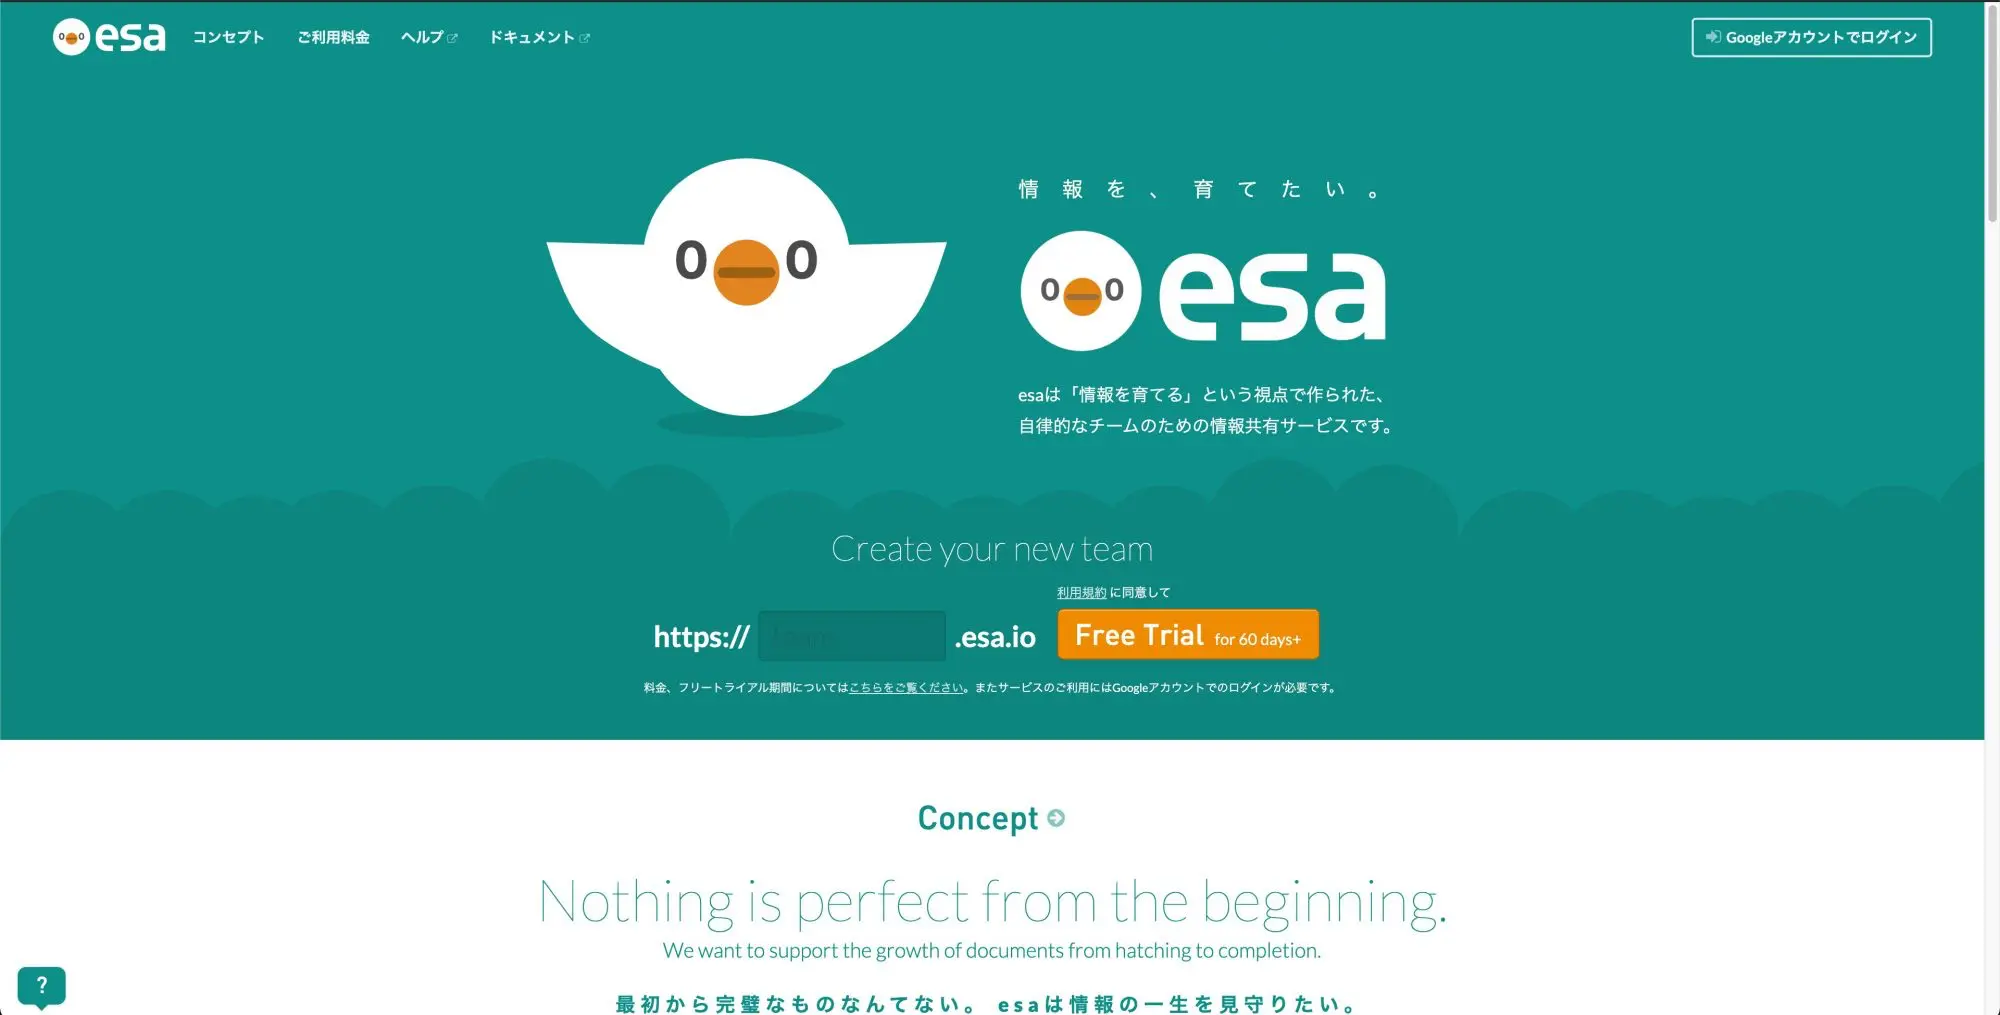 esa コンセプト ご利用料金 ヘルプ ドキュメント Googleアカウントでログイン
情報を、育てたい。
esa
esaは「情報を育てる」という視点で作られた、
自律的なチームのための情報共有サービスです。
Create your new team
利用規約 に同意して
https:// .esa.io Free Trial for 60 days+
料金、フリートライアル期間についてはこちらをご覧ください。またサービスのご利用にはGoogleアカウントでのログインが必要です。
Concept
Nothing is perfect from the beginning.
We want to support the growth of documents from hatching to completion.
最初から完璧なものなんてない。 esaは情報の一生を見守りたい。
?